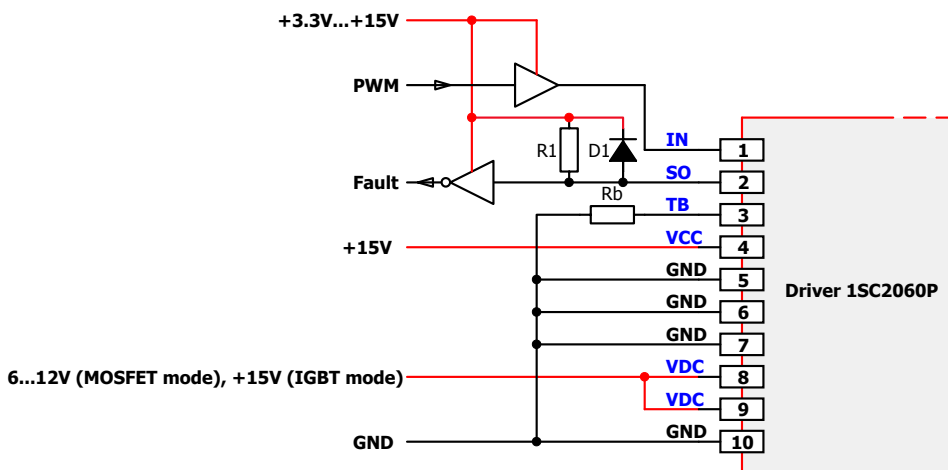 +3.3V...+15V
PWM
R1
D1
IN
1
Fault
SO
2
Rb
TB
3
+15V
VCC
4
GND
5
Driver 1SC2060P
GND
6
GND
7
6...12V (MOSFET mode), +15V (IGBT mode)
VDC
8
VDC
9
GND
GND
10